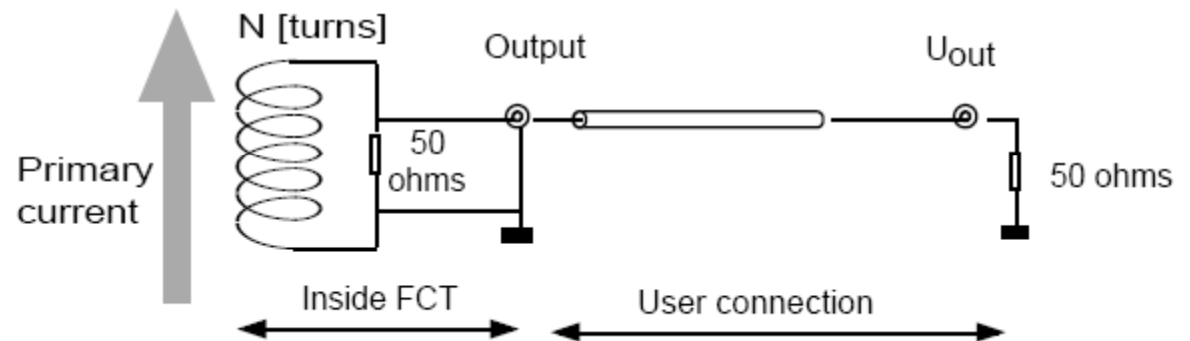 N [turns]
Output
Uout
Primary
current
50
ohms
50 ohms
Inside FCT
User connection